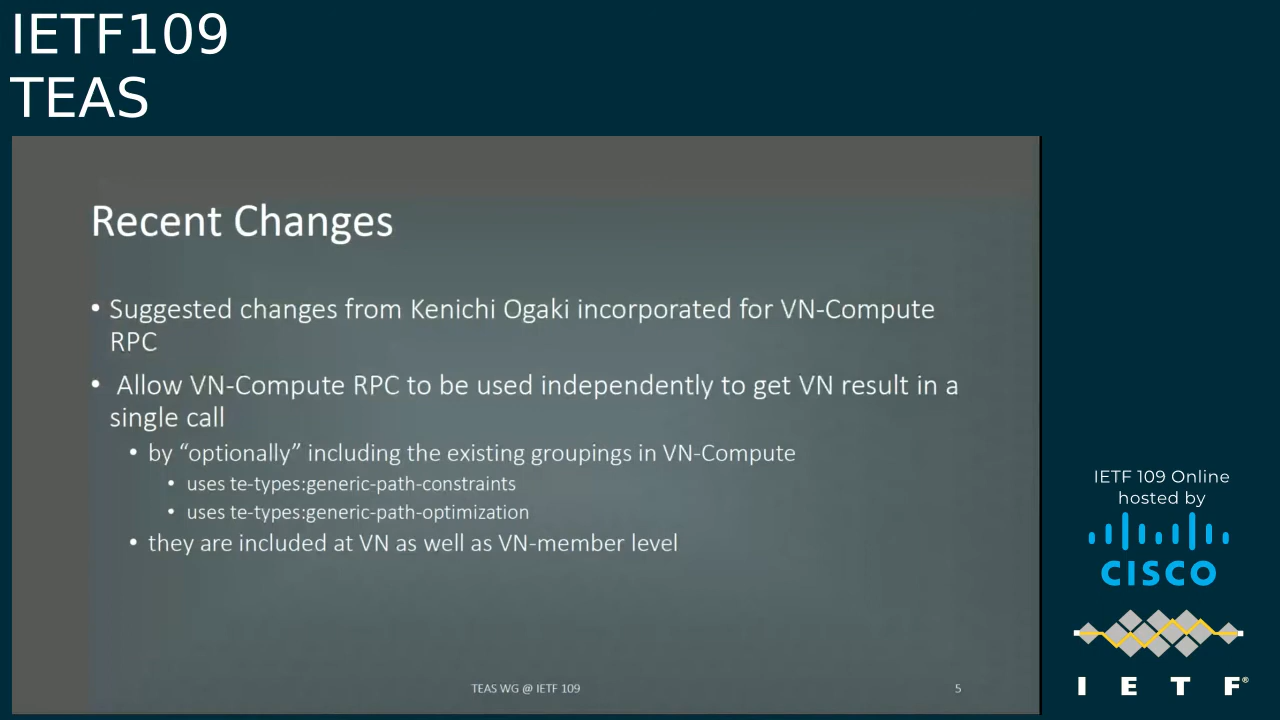 IETF109
TEAS
Recent Changes
• Suggested changes from Kenichi Ogaki incorporated for VN-Compute
RPC
• Allow VN-Compute RPC to be used independently to get VN result in a
single call
• by “optionally” including the existing groupings in VN-Compute
• uses te-types:generic-path-constraints
• uses te-types:generic-path-optimization
• they are included at VN as well as VN-member level
TEAS WG @ IETF 109
5
IETF 109 Online
hosted by
CISCO
I E T F®